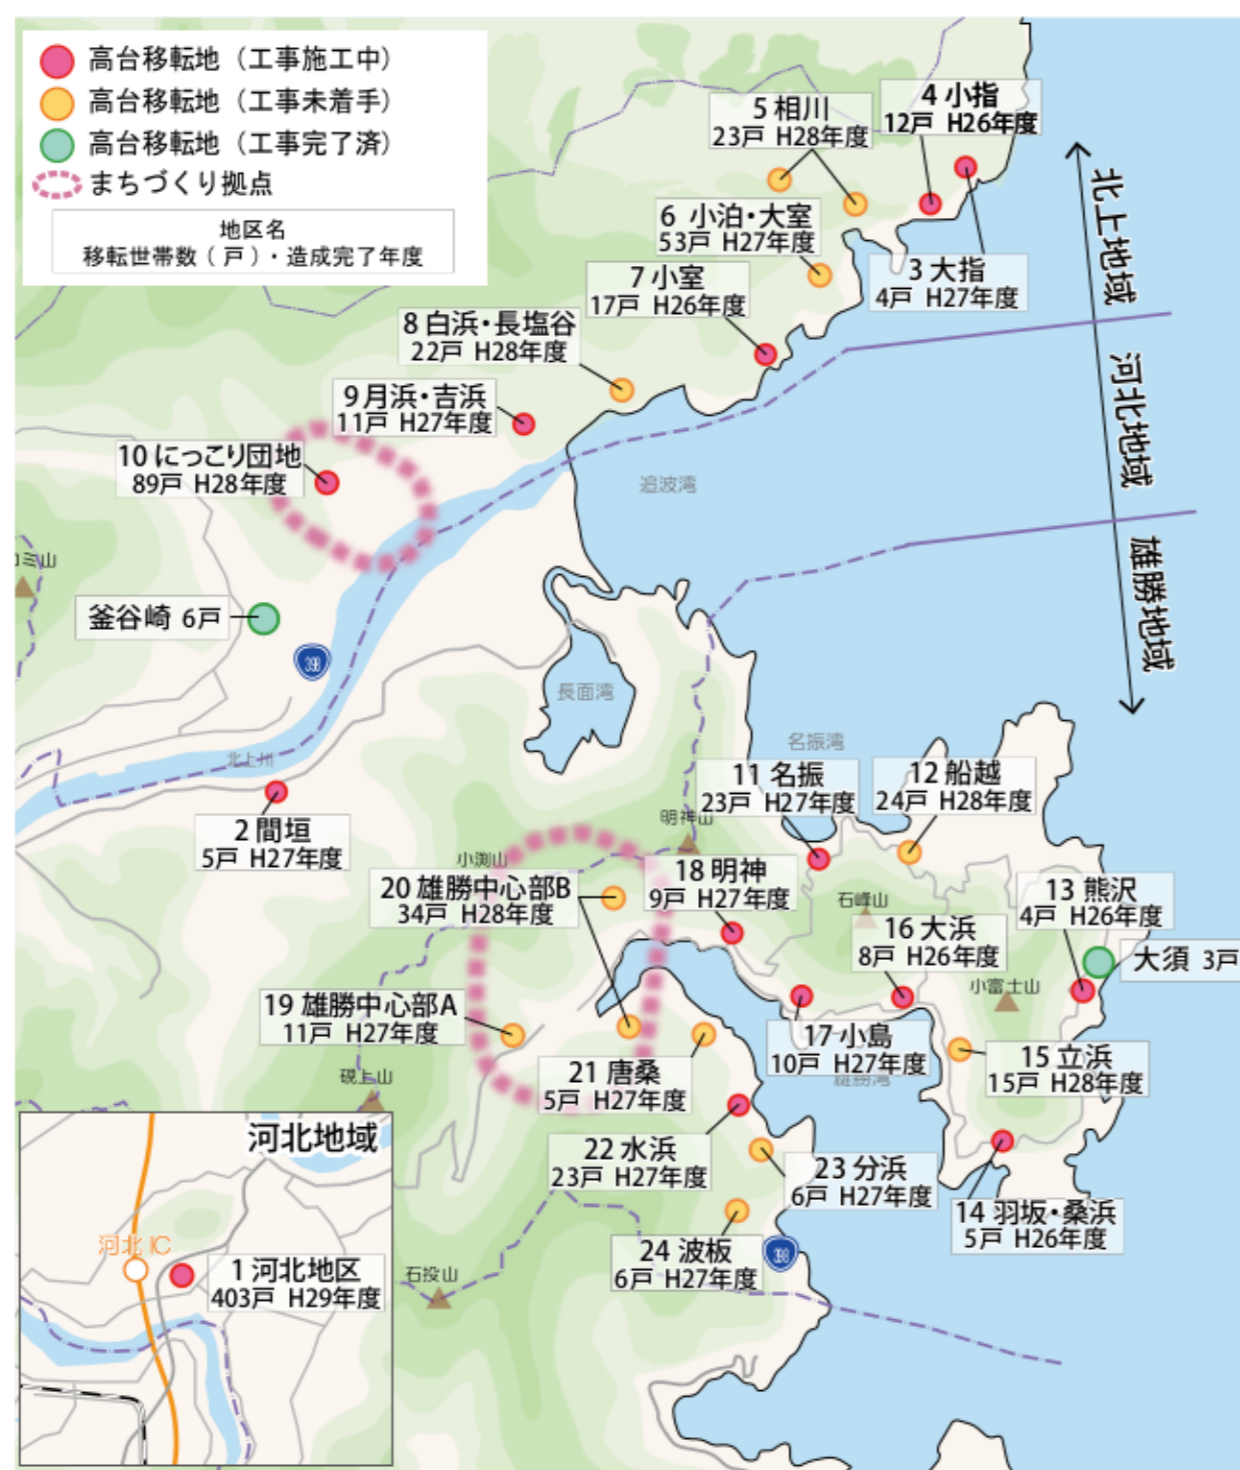 高台移転地（工事施工中）
高台移転地（工事未着手）
高台移転地（工事完了済）
まちづくり拠点
地区名
移転世帯数（戸）・造成完了年度
5 相川
23戸 H28年度
4 小指
12戸 H26年度
6 小泊・大室
53戸 H27年度
3 大指
4戸 H27年度
7 小室
17戸 H26年度
8 白浜・長塩谷
22戸 H28年度
9 月浜・吉浜
11戸 H27年度
10 にっこり団地
89戸 H28年度
北上地域
河北地域
雄勝地域
追波湾
釜谷崎 6戸
398
長面湾
北上川
2 間垣
5戸 H27年度
名振湾
11 名振
23戸 H27年度
12 船越
24戸 H28年度
明神山
小渕山
18 明神
9戸 H27年度
石峰山
13 熊沢
4戸 H26年度
20 雄勝中心部B
34戸 H28年度
16 大浜
8戸 H26年度
大須 3戸
小富士山
19 雄勝中心部A
11戸 H27年度
17 小島
10戸 H27年度
雄勝湾
15 立浜
15戸 H28年度
硯上山
21 唐桑
5戸 H27年度
22 水浜
23戸 H27年度
23 分浜
6戸 H27年度
14 羽坂・桑浜
5戸 H26年度
24 波板
6戸 H27年度
398
石投山
河北地域
河北 IC
1 河北地区
403戸 H29年度